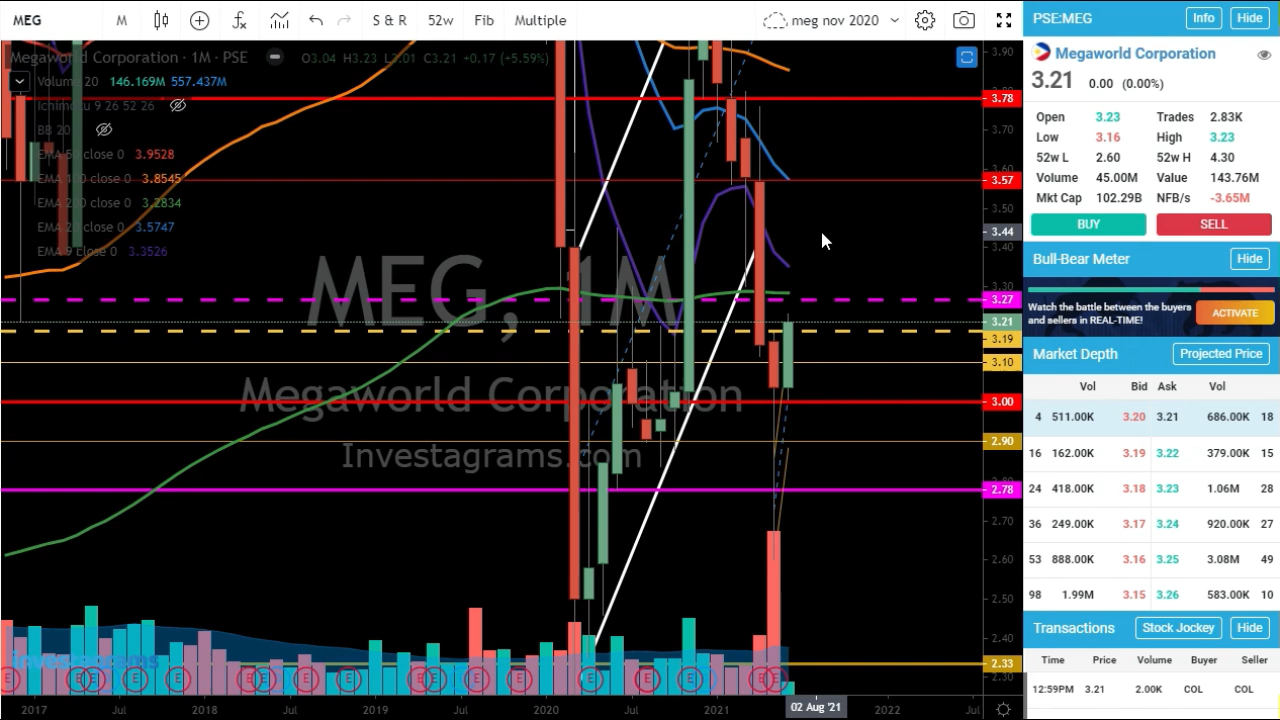 MEG M S & R 52w Fib Multiple meg nov 2020
Megaworld Corporation · 1M · PSE O3.04 H3.23 L3.01 C3.21 +0.17 (+5.59%)
Volume 20 146.169M 557.437M
Ichimoku 9 26 52 26
BB 20
EMA 50 close 0 3.9528
EMA 100 close 0 3.8545
EMA 200 close 0 3.2834
EMA 20 close 0 3.5747
EMA 9 close 0 3.3526
MEG, 1M
Megaworld Corporation
Investagrams.com
investagrams
3.90
3.78
3.70
3.60
3.57
3.50
3.44
3.40
3.30
3.27
3.21
3.19
3.10
3.00
2.90
2.78
2.70
2.60
2.50
2.40
2.33
2.30
E E E E E E E E E E E E E E E E E E E
2017 Jul 2018 Jul 2019 Jul 2020 Jul 2021 02 Aug '21 2022 Jul
PSE:MEG Info Hide
Megaworld Corporation
3.21 0.00 (0.00%)
Open 3.23 Trades 2.83K
Low 3.16 High 3.23
52w L 2.60 52w H 4.30
Volume 45.00M Value 143.76M
Mkt Cap 102.29B NFB/s -3.65M
BUY SELL
Bull-Bear Meter Hide
Watch the battle between the buyers
and sellers in REAL-TIME! ACTIVATE
Market Depth Projected Price
Vol Bid Ask Vol
4 511.00K 3.20 3.21 686.00K 18
16 162.00K 3.19 3.22 379.00K 15
24 418.00K 3.18 3.23 1.06M 28
36 249.00K 3.17 3.24 920.00K 27
53 888.00K 3.16 3.25 3.08M 49
98 1.99M 3.15 3.26 583.00K 10
Transactions Stock Jockey Hide
Time Price Volume Buyer Seller
12:59PM 3.21 2.00K COL COL